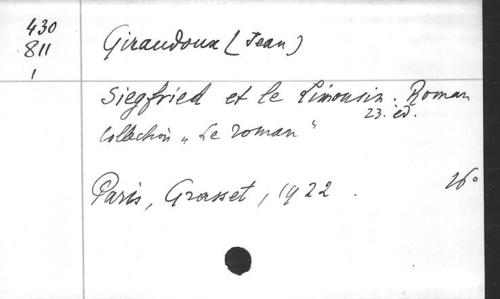 430
811
1
Giraudoux (Jean)
Siegfried et le Limousin. Roman
23. éd.
Collection „Le roman"
Paris, Grasset, 1922.
16°